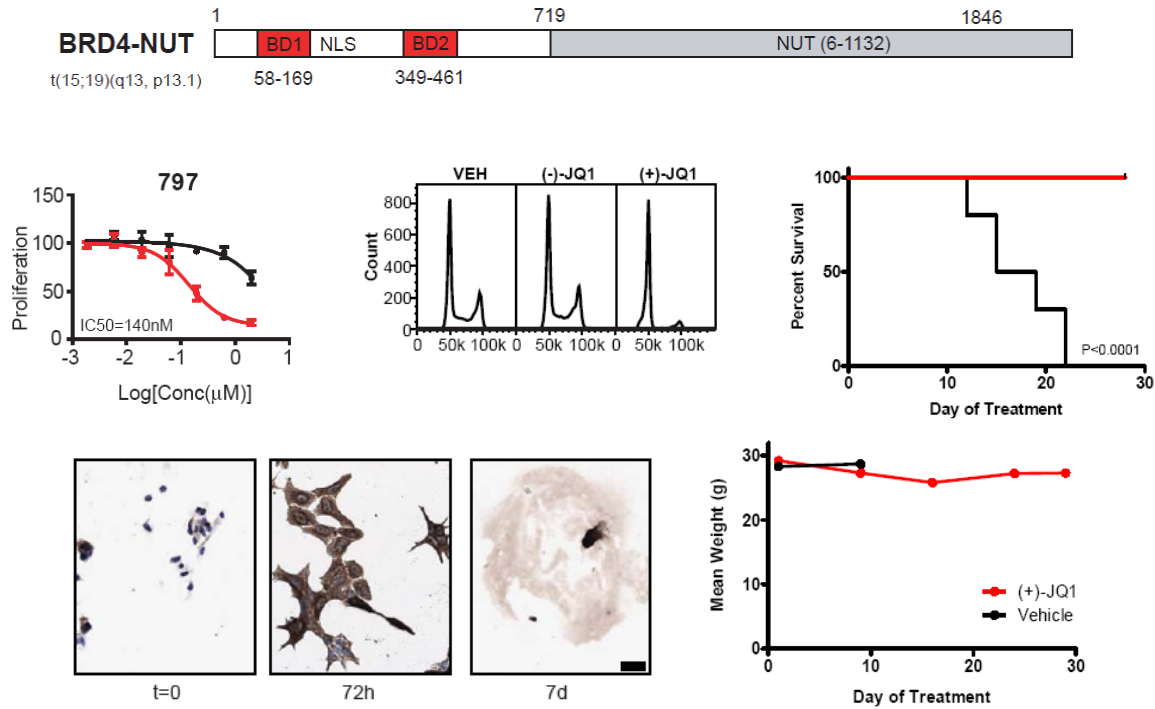 1 719 1846
BRD4-NUT BD1 NLS BD2 NUT (6-1132)
t(15;19)(q13, p13.1) 58-169 349-461
797
150
100
50
0
Proliferation
IC50=140nM
-3 -2 -1 0 1
Log[Conc(μM)]
VEH (-)-JQ1 (+)-JQ1
800
600
400
200
0
Count
0 50k 100k 0 50k 100k 0 50k 100k
100
50
0
Percent Survival
P<0.0001
0 10 20 30
Day of Treatment
t=0 72h 7d
30
20
10
0
Mean Weight (g)
(+)-JQ1
Vehicle
0 10 20 30
Day of Treatment